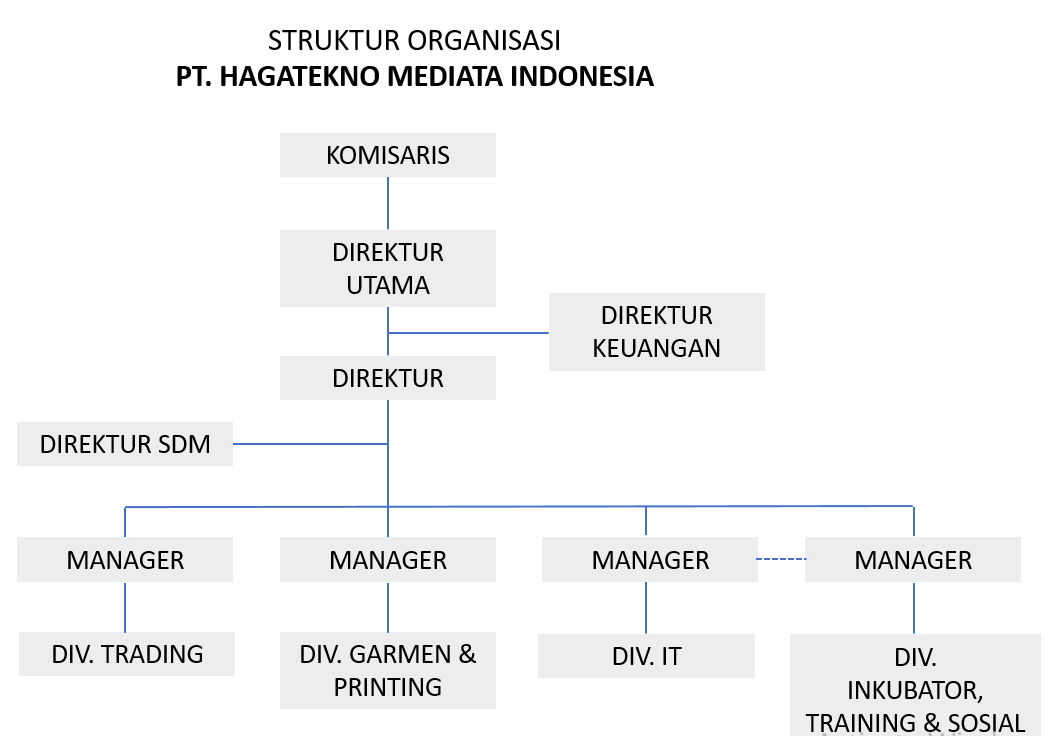 STRUKTUR ORGANISASI
PT. HAGATEKNO MEDIATA INDONESIA
KOMISARIS
DIREKTUR
UTAMA
DIREKTUR
KEUANGAN
DIREKTUR
DIREKTUR SDM
MANAGER
MANAGER
MANAGER
MANAGER
DIV. TRADING
DIV. GARMEN &
PRINTING
DIV. IT
DIV.
INKUBATOR,
TRAINING & SOSIAL